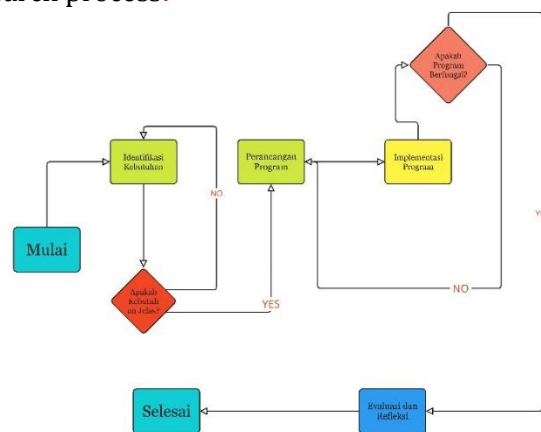 process.
Apakah
Program
Berfungsi?
Identifikasi
Kebutuhan
Perancangan
Program
Implementasi
Program
NO
Mulai
Apakah
Kebutuh
an Jelas?
YES
NO
Selesai
Evaluasi dan
Refleksi